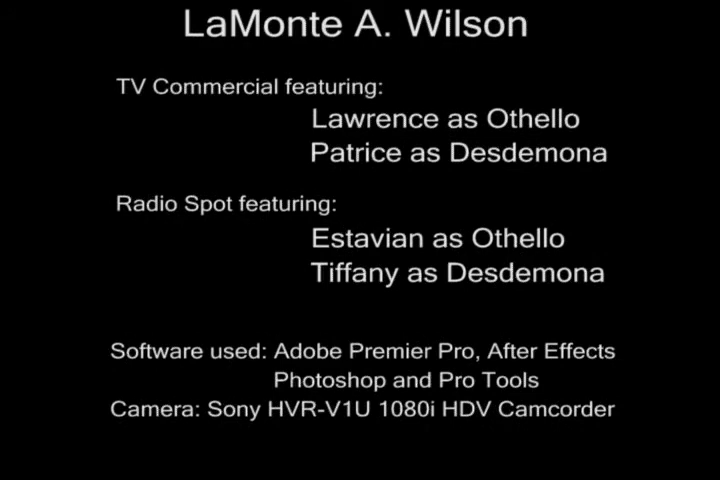 LaMonte A. Wilson
TV Commercial featuring:
Lawrence as Othello
Patrice as Desdemona
Radio Spot featuring:
Estavian as Othello
Tiffany as Desdemona
Software used: Adobe Premier Pro, After Effects
Photoshop and Pro Tools
Camera: Sony HVR-V1U 1080i HDV Camcorder